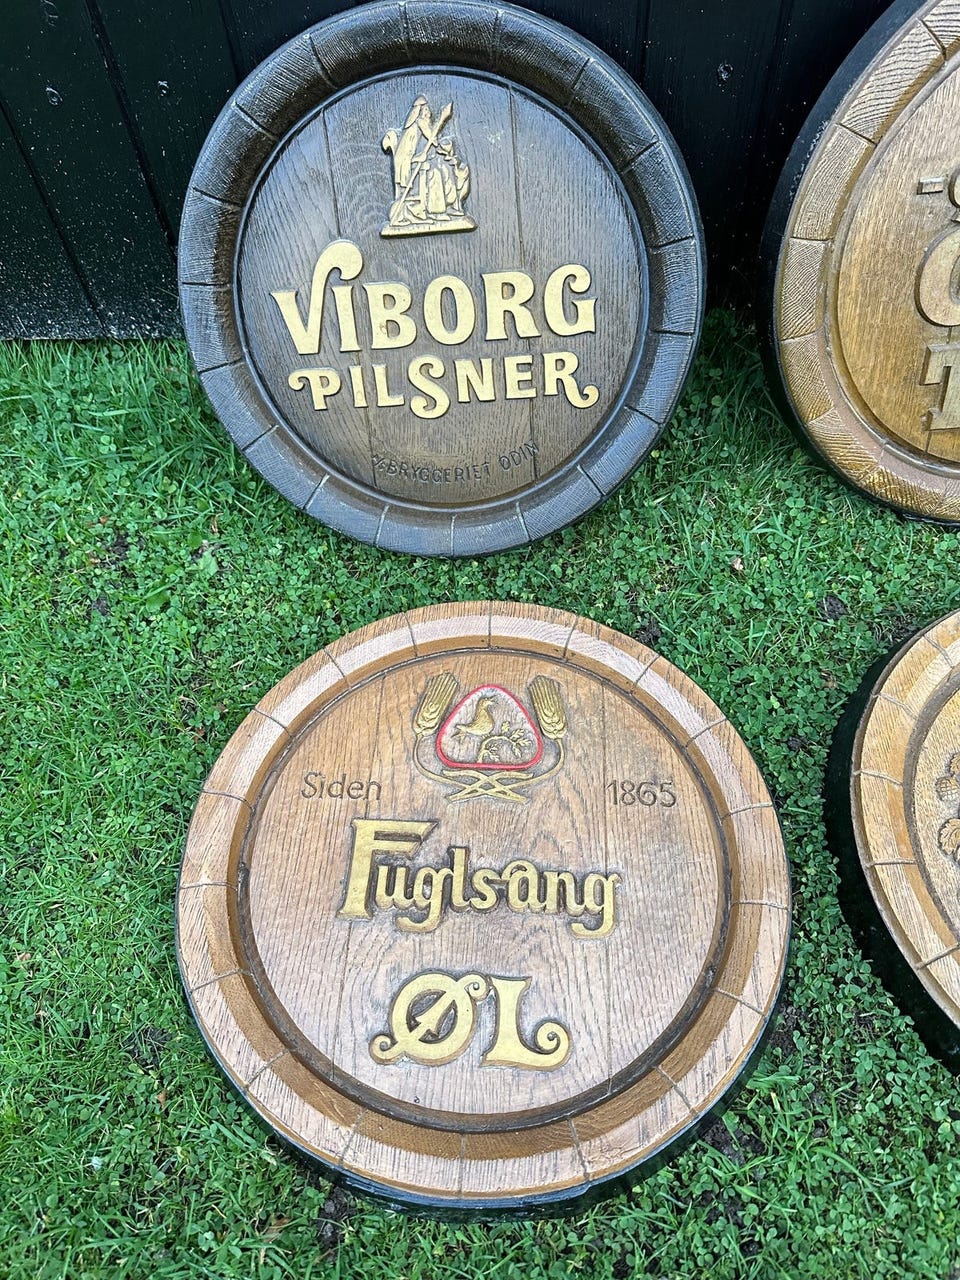 VIBORG
PILSNER
A/S BRYGGERIET ODIN
Siden 1865
Fuglsang
ØL